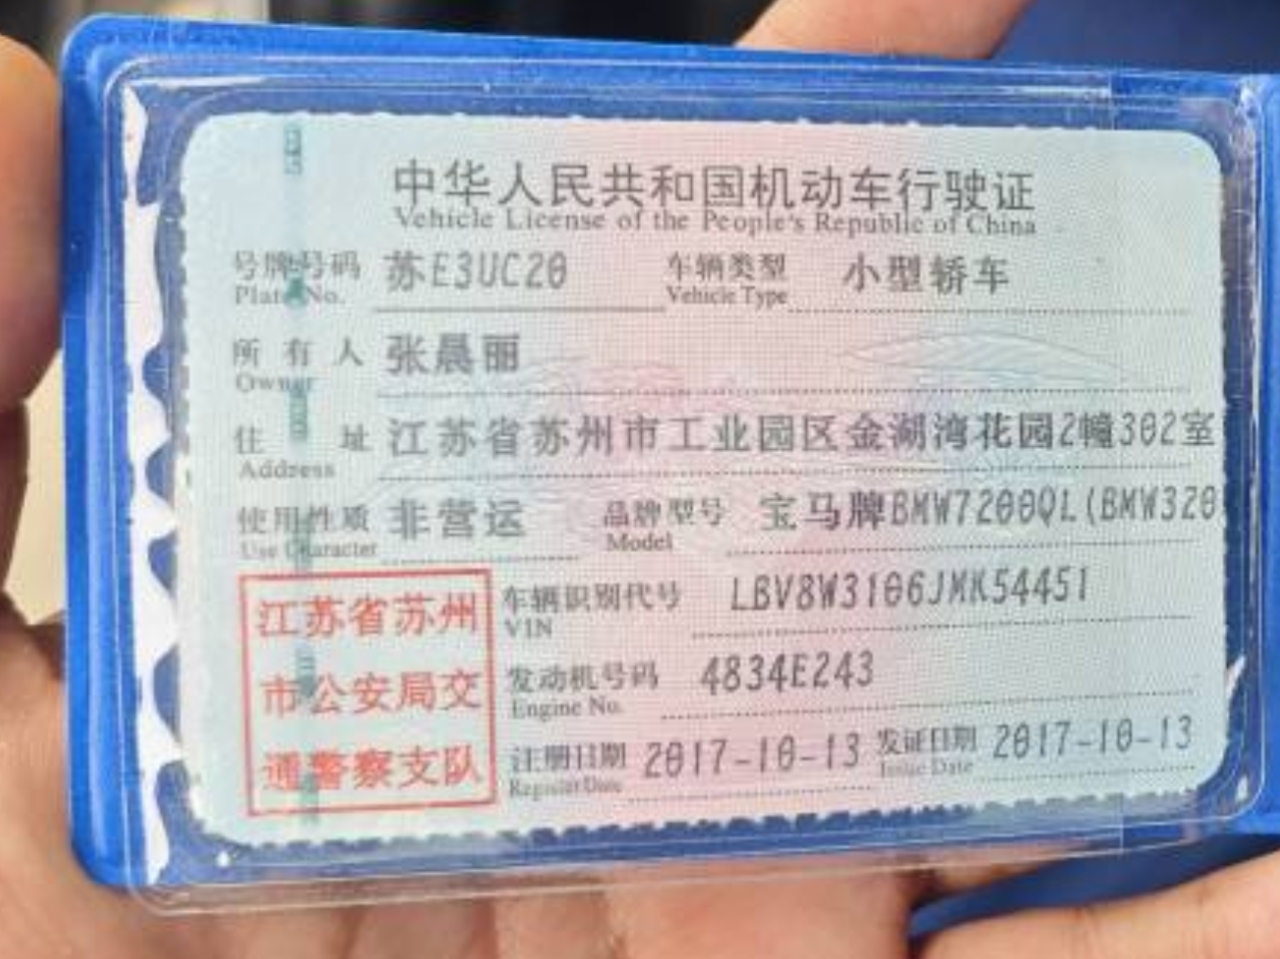 中华人民共和国机动车行驶证
Vehicle License of the People's Republic of China
号牌号码 苏E3UC20 车辆类型 小型轿车
Plate No. Vehicle Type
所有人 张晨丽
Owner
住址 江苏省苏州市工业园区金湖湾花园2幢302室
Address
使用性质 非营运 品牌型号 宝马牌BMW7200QL(BMW320
Use Character Model
江苏省苏州
市公安局交
通警察支队
车辆识别代号 LBV8W3106JMK54451
VIN
发动机号码 4834E243
Engine No.
注册日期 2017-10-13 发证日期 2017-10-13
Register Date Issue Date